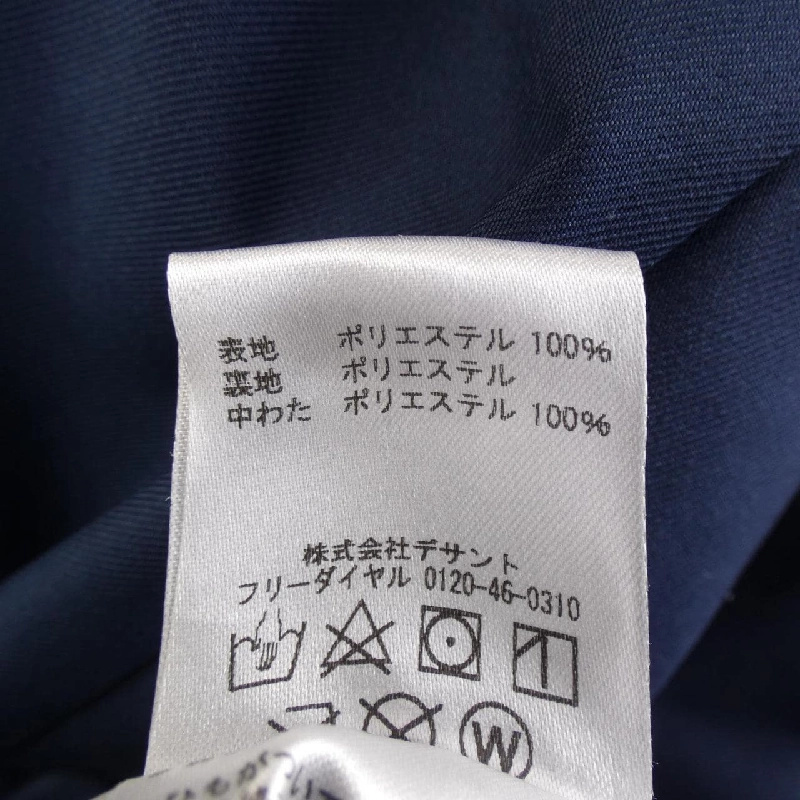 表地 ポリエステル 100%
裏地 ポリエステル
中わた ポリエステル 100%
株式会社デサント
フリーダイヤル 0120-46-0310
W